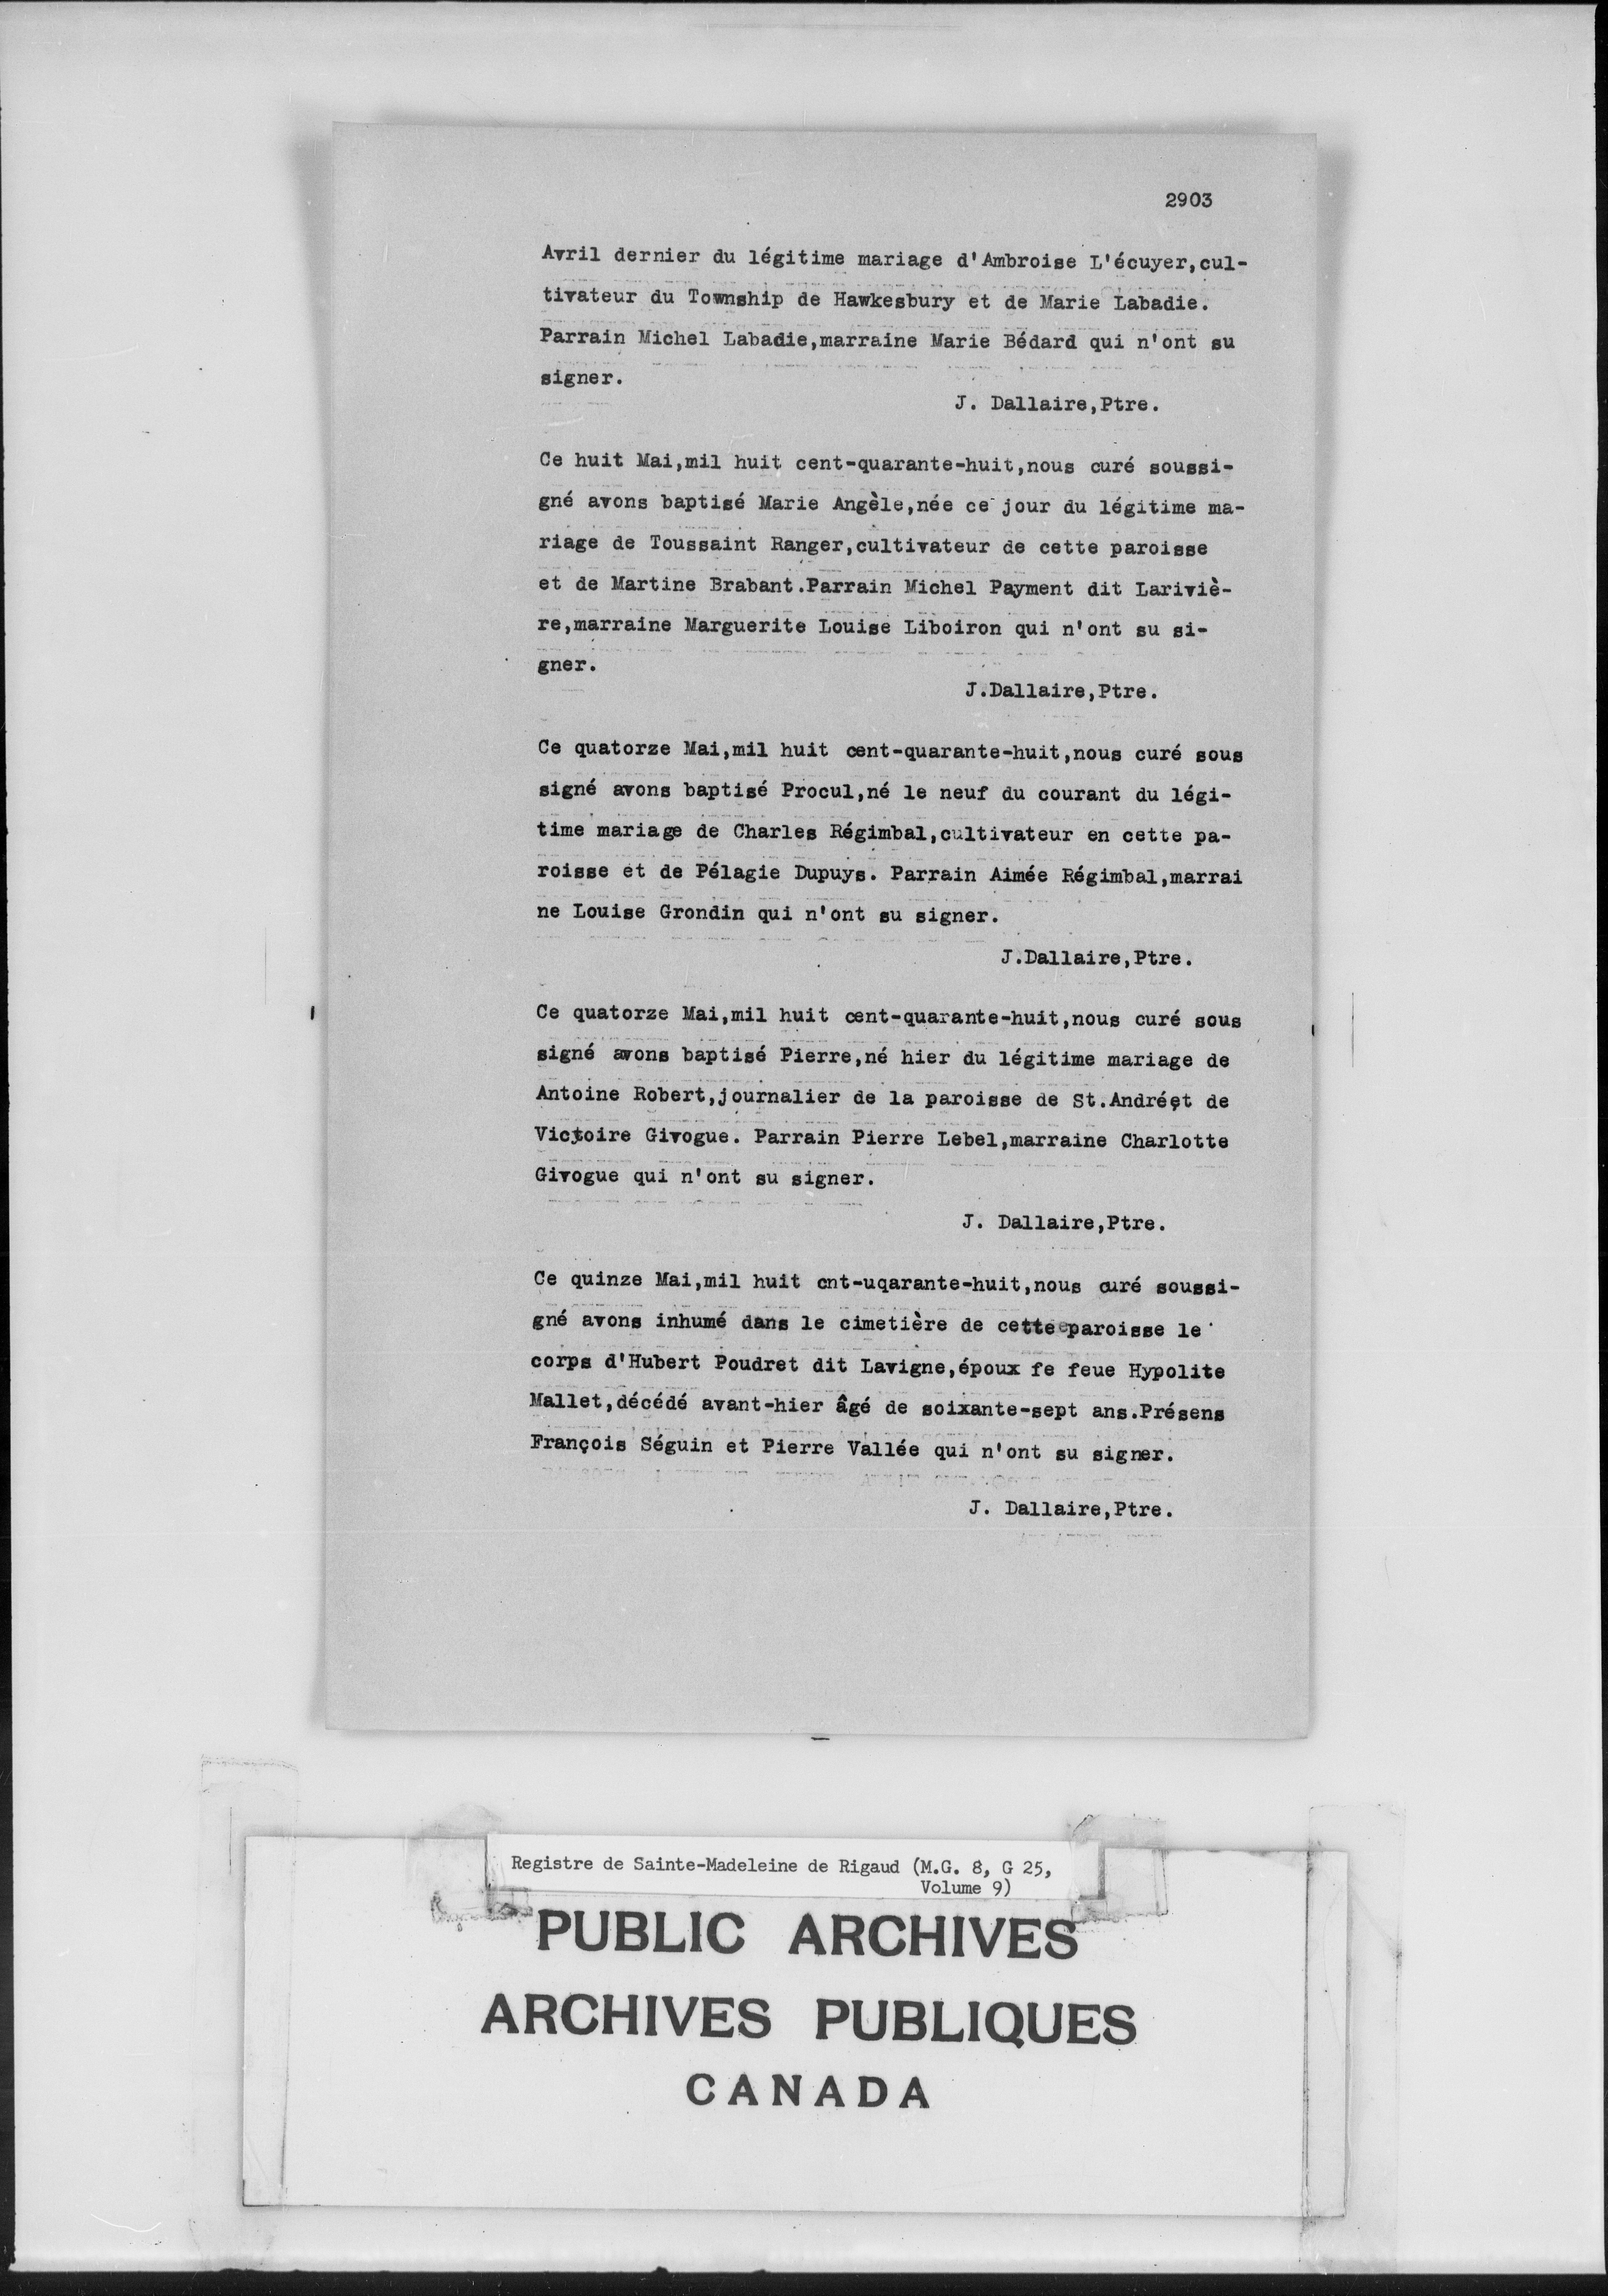 2903
Avril dernier du légitime mariage d'Ambroise L'écuyer,cul-
tivateur du Township de Hawkesbury et de Marie Labadie.
Parrain Michel Labadie,marraine Marie Bédard qui n'ont su
signer.
J. Dallaire,Ptre.
Ce huit Mai,mil huit cent-quarante-huit,nous curé soussi-
gné avons baptisé Marie Angèle,née ce jour du légitime ma-
riage de Toussaint Ranger,cultivateur de cette paroisse
et de Martine Brabant.Parrain Michel Payment dit Lariviè-
re,marraine Marguerite Louise Liboiron qui n'ont su si-
gner.
J.Dallaire,Ptre.
Ce quatorze Mai,mil huit cent-quarante-huit,nous curé sous
signé avons baptisé Procul,né le neuf du courant du légi-
time mariage de Charles Régimbal,cultivateur en cette pa-
roisse et de Pélagie Dupuys. Parrain Aimée Régimbal,marrai
ne Louise Grondin qui n'ont su signer.
J.Dallaire,Ptre.
Ce quatorze Mai,mil huit cent-quarante-huit,nous curé sous
signé avons baptisé Pierre,né hier du légitime mariage de
Antoine Robert,journalier de la paroisse de St.Andréet de
Victoire Givogue. Parrain Pierre Lebel,marraine Charlotte
Givogue qui n'ont su signer.
J. Dallaire,Ptre.
Ce quinze Mai,mil huit cnt-uqarante-huit,nous curé soussi-
gné avons inhumé dans le cimetière de cette paroisse le
corps d'Hubert Poudret dit Lavigne,époux fe feue Hypolite
Mallet,décédé avant-hier âgé de soixante-sept ans.Présens
François Séguin et Pierre Vallée qui n'ont su signer.
J. Dallaire,Ptre.
Registre de Sainte-Madeleine de Rigaud (M.G. 8, G 25,
Volume 9)
PUBLIC ARCHIVES
ARCHIVES PUBLIQUES
CANADA